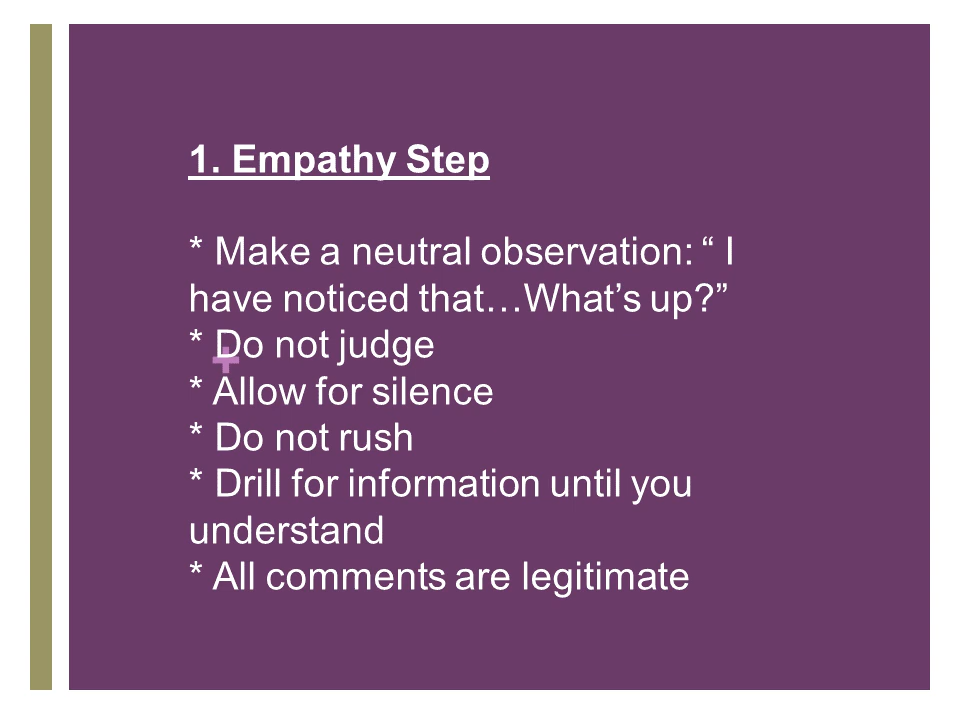 1. Empathy Step
* Make a neutral observation: “ I
have noticed that…What’s up?”
* Do not judge
+
* Allow for silence
* Do not rush
* Drill for information until you
understand
* All comments are legitimate